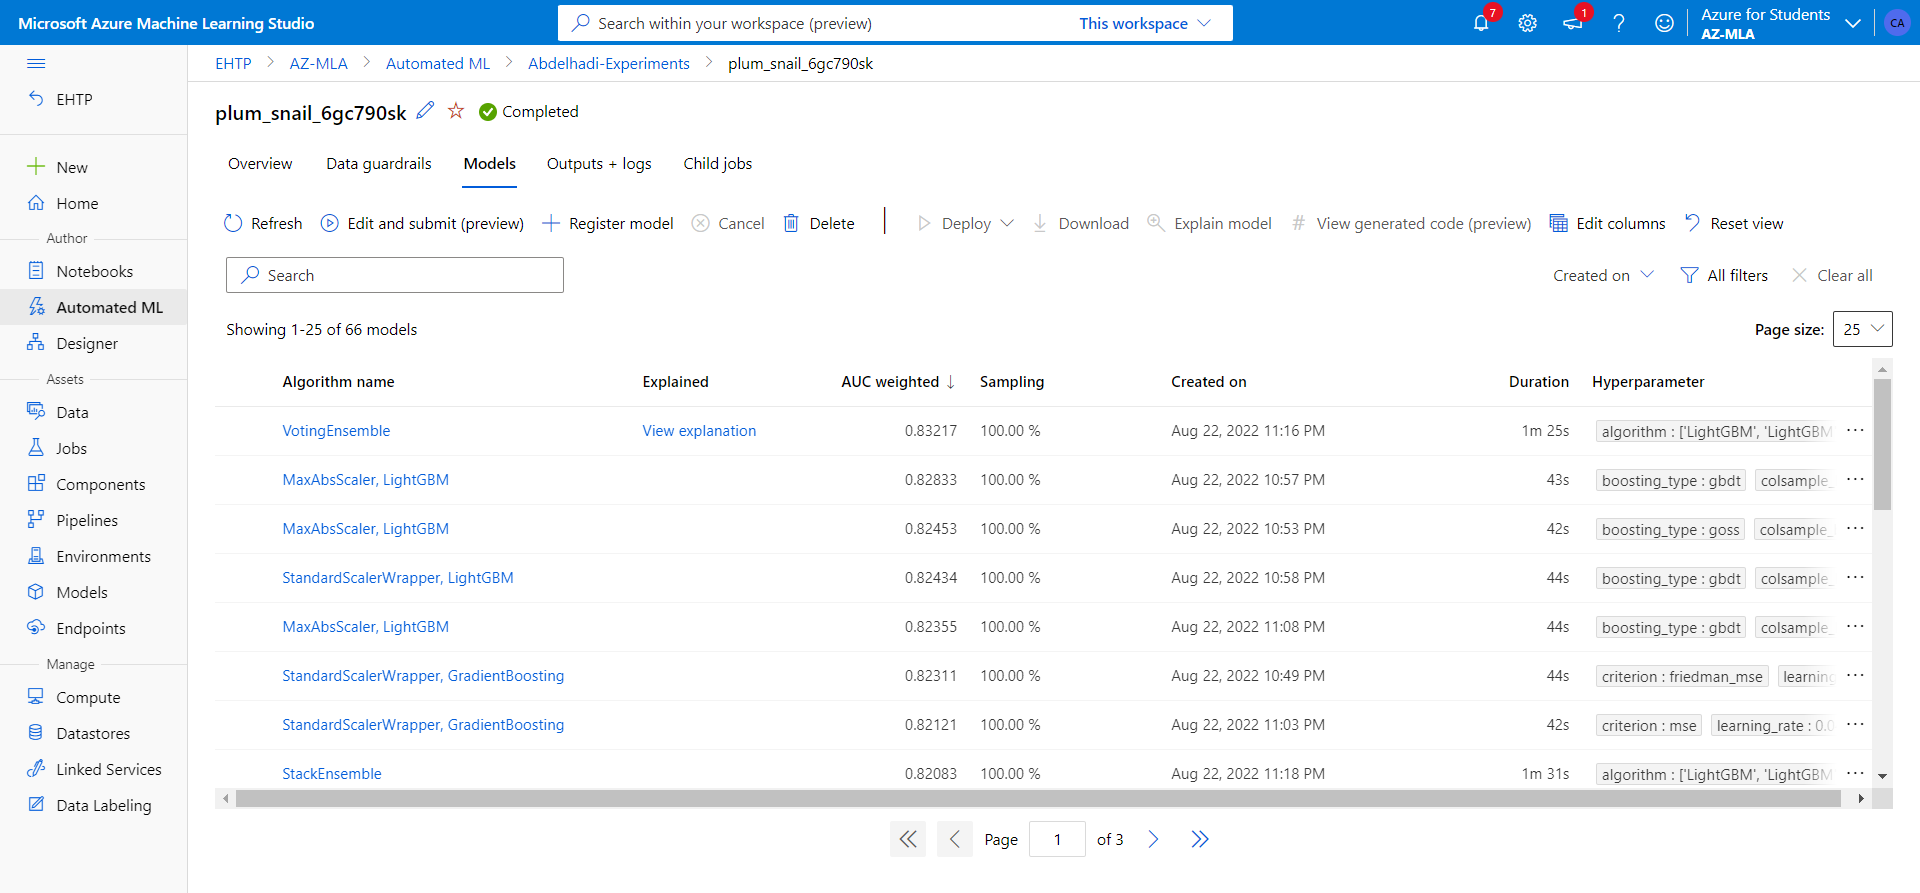 Microsoft Azure Machine Learning Studio
Search within your workspace (preview)
This workspace
7
1
Azure for Students
AZ-MLA
CA
EHTP
New
Home
Author
Notebooks
Automated ML
Designer
Assets
Data
Jobs
Components
Pipelines
Environments
Models
Endpoints
Manage
Compute
Datastores
Linked Services
Data Labeling
EHTP > AZ-MLA > Automated ML > Abdelhadi-Experiments > plum_snail_6gc790sk
plum_snail_6gc790sk Completed
Overview Data guardrails Models Outputs + logs Child jobs
Refresh Edit and submit (preview) Register model Cancel Delete Deploy Download Explain model # View generated code (preview) Edit columns Reset view
Search
Created on All filters Clear all
Showing 1-25 of 66 models
Page size: 25
Algorithm name Explained AUC weighted ↓ Sampling Created on Duration Hyperparameter
VotingEnsemble View explanation 0.83217 100.00 % Aug 22, 2022 11:16 PM 1m 25s algorithm : ['LightGBM', 'LightGBM ···
MaxAbsScaler, LightGBM 0.82833 100.00 % Aug 22, 2022 10:57 PM 43s boosting_type : gbdt colsample_ ···
MaxAbsScaler, LightGBM 0.82453 100.00 % Aug 22, 2022 10:53 PM 42s boosting_type : goss colsample_ ···
StandardScalerWrapper, LightGBM 0.82434 100.00 % Aug 22, 2022 10:58 PM 44s boosting_type : gbdt colsample_ ···
MaxAbsScaler, LightGBM 0.82355 100.00 % Aug 22, 2022 11:08 PM 44s boosting_type : gbdt colsample_ ···
StandardScalerWrapper, GradientBoosting 0.82311 100.00 % Aug 22, 2022 10:49 PM 44s criterion : friedman_mse learning ···
StandardScalerWrapper, GradientBoosting 0.82121 100.00 % Aug 22, 2022 11:03 PM 42s criterion : mse learning_rate : 0.0 ···
StackEnsemble 0.82083 100.00 % Aug 22, 2022 11:18 PM 1m 31s algorithm : ['LightGBM', 'LightGBM ···
Page 1 of 3